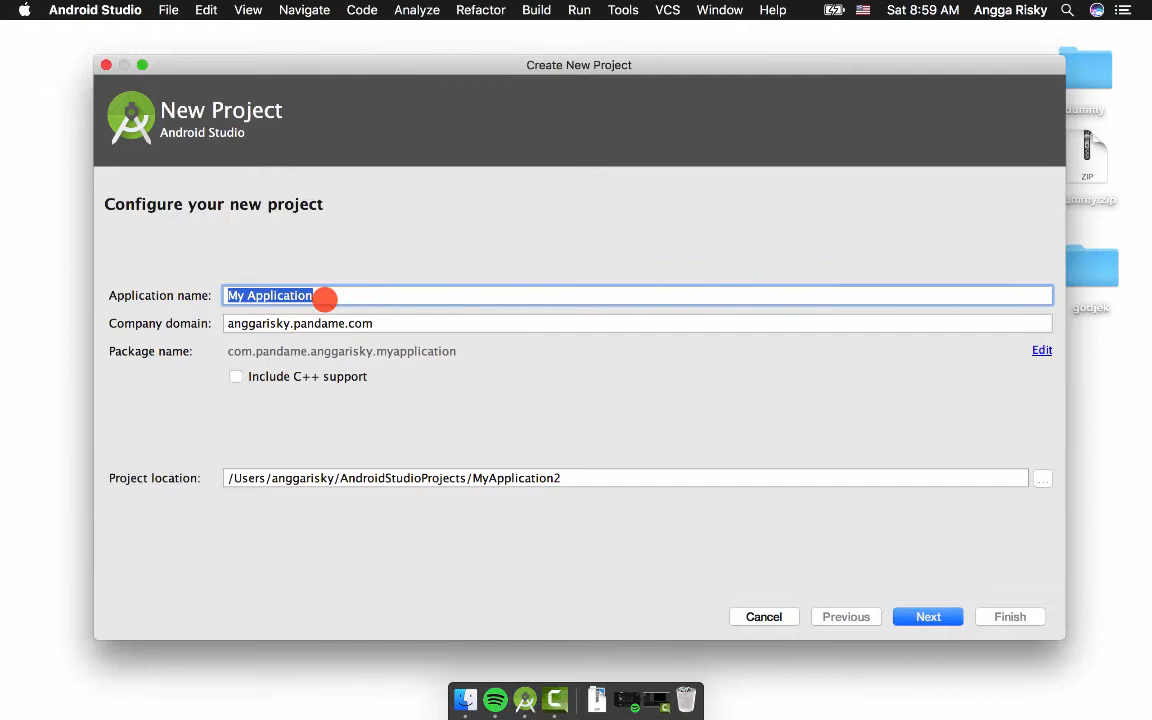 Android Studio File Edit View Navigate Code Analyze Refactor Build Run Tools VCS Window Help Sat 8:59 AM Angga Risky
Create New Project
New Project
Android Studio
dummy
ZIP
Configure your new project
Application name: My Application
Company domain: anggarisky.pandame.com
Package name: com.pandame.anggarisky.myapplication Edit
Include C++ support
godjek
Project location: /Users/anggarisky/AndroidStudioProjects/MyApplication2 ...
Cancel Previous Next Finish